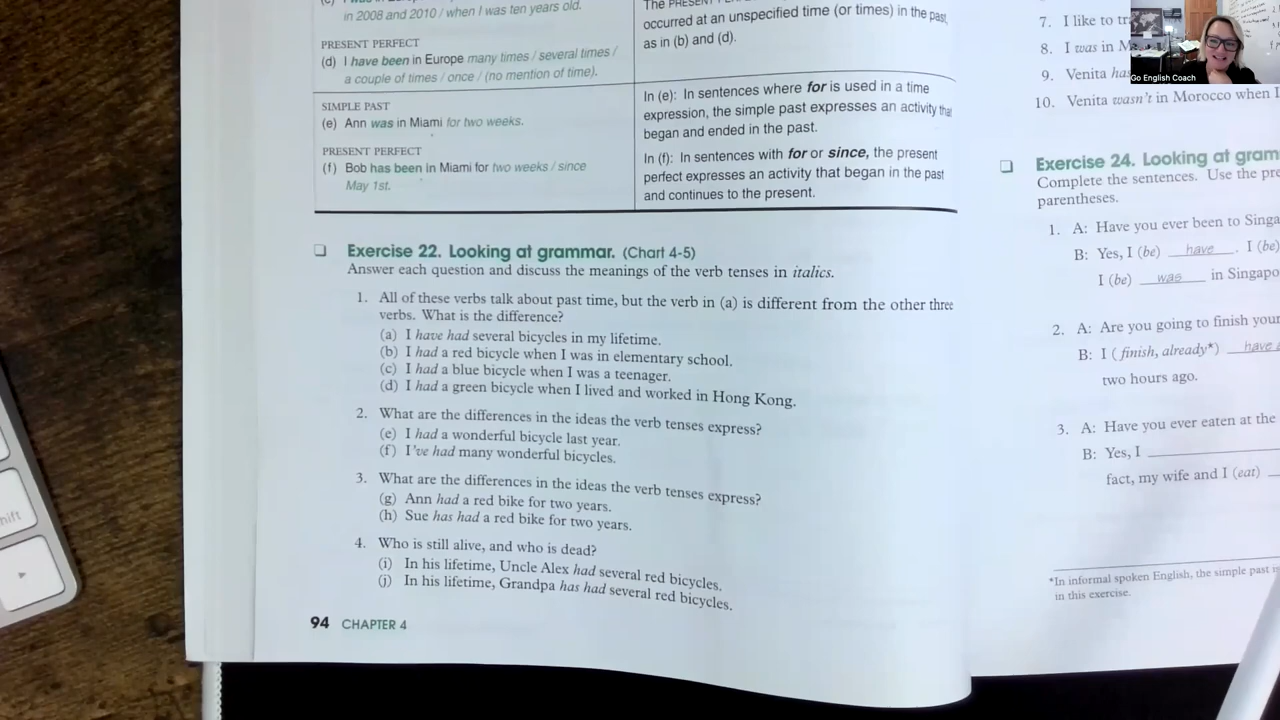 in 2008 and 2010 / when I was ten years old.
PRESENT PERFECT
(d) I have been in Europe many times / several times /
a couple of times / once / (no mention of time).
SIMPLE PAST
(e) Ann was in Miami for two weeks.
PRESENT PERFECT
(f) Bob has been in Miami for two weeks / since
May 1st.
The PRESENT
occurred at an unspecified time (or times) in the past,
as in (b) and (d).
In (e): In sentences where for is used in a time
expression, the simple past expresses an activity that
began and ended in the past.
In (f): In sentences with for or since, the present
perfect expresses an activity that began in the past
and continues to the present.
Exercise 22. Looking at grammar. (Chart 4-5)
Answer each question and discuss the meanings of the verb tenses in italics.
1. All of these verbs talk about past time, but the verb in (a) is different from the other three
verbs. What is the difference?
(a) I have had several bicycles in my lifetime.
(b) I had a red bicycle when I was in elementary school.
(c) I had a blue bicycle when I was a teenager.
(d) I had a green bicycle when I lived and worked in Hong Kong.
2. What are the differences in the ideas the verb tenses express?
(e) I had a wonderful bicycle last year.
(f) I've had many wonderful bicycles.
3. What are the differences in the ideas the verb tenses express?
(g) Ann had a red bike for two years.
(h) Sue has had a red bike for two years.
4. Who is still alive, and who is dead?
(i) In his lifetime, Uncle Alex had several red bicycles.
(j) In his lifetime, Grandpa has had several red bicycles.
94 CHAPTER 4
7. I like to
8. I was in
9. Venita
10. Venita wasn't in Morocco when I
Exercise 24. Looking at
Complete the sentences. Use the
parentheses.
1. A: Have you ever been to
B: Yes, I (be) have . I (be)
I (be) was in
2. A: Are you going to finish your
B: I (finish, already*) have
two hours ago.
3. A: Have you ever eaten at the
B: Yes, I
fact, my wife and I (eat)
*In informal spoken English, the simple past
in this exercise.
Go English Coach